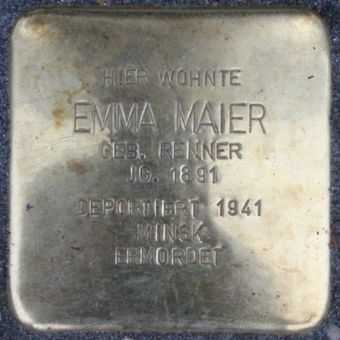 HIER WOHNTE
EMMA MAIER
GEB. RENNER
JG. 1891
DEPORTIERT 1941
MINSK
ERMORDET